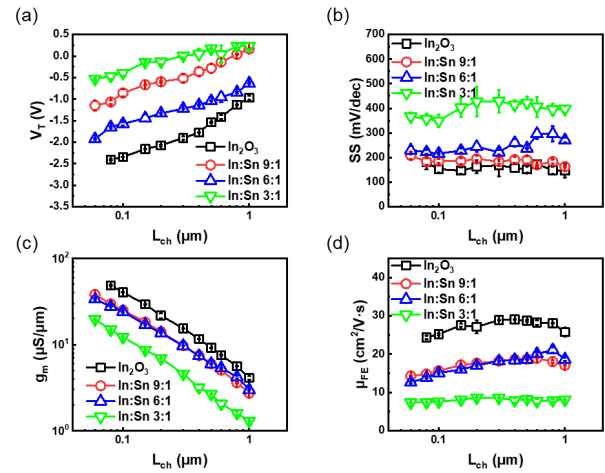 (a)
1.0
0.5
0.0
-0.5
-1.0
-1.5
-2.0
-2.5
-3.0
-3.5
V_T (V)
In₂O₃
In:Sn 9:1
In:Sn 6:1
In:Sn 3:1
0.1
1
L_ch (μm)
(b)
700
600
500
400
300
200
100
0
SS (mV/dec)
In₂O₃
In:Sn 9:1
In:Sn 6:1
In:Sn 3:1
0.1
1
L_ch (μm)
(c)
10²
10¹
10⁰
g_m (μS/μm)
In₂O₃
In:Sn 9:1
In:Sn 6:1
In:Sn 3:1
0.1
1
L_ch (μm)
(d)
40
30
20
10
0
μ_FE (cm²/V·s)
In₂O₃
In:Sn 9:1
In:Sn 6:1
In:Sn 3:1
0.1
1
L_ch (μm)